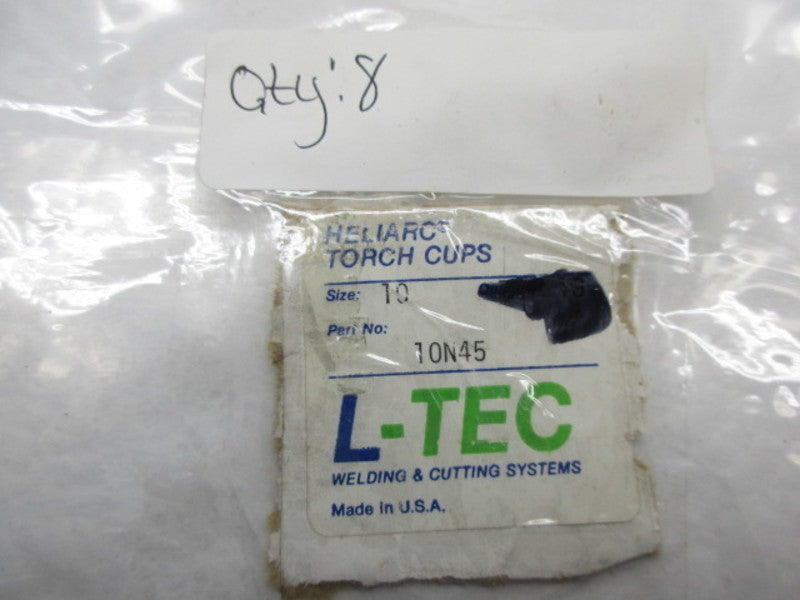 Qty: 8
HELIARC®
TORCH CUPS
Size: 10
Part No:
10N45
L-TEC
WELDING & CUTTING SYSTEMS
Made in U.S.A.